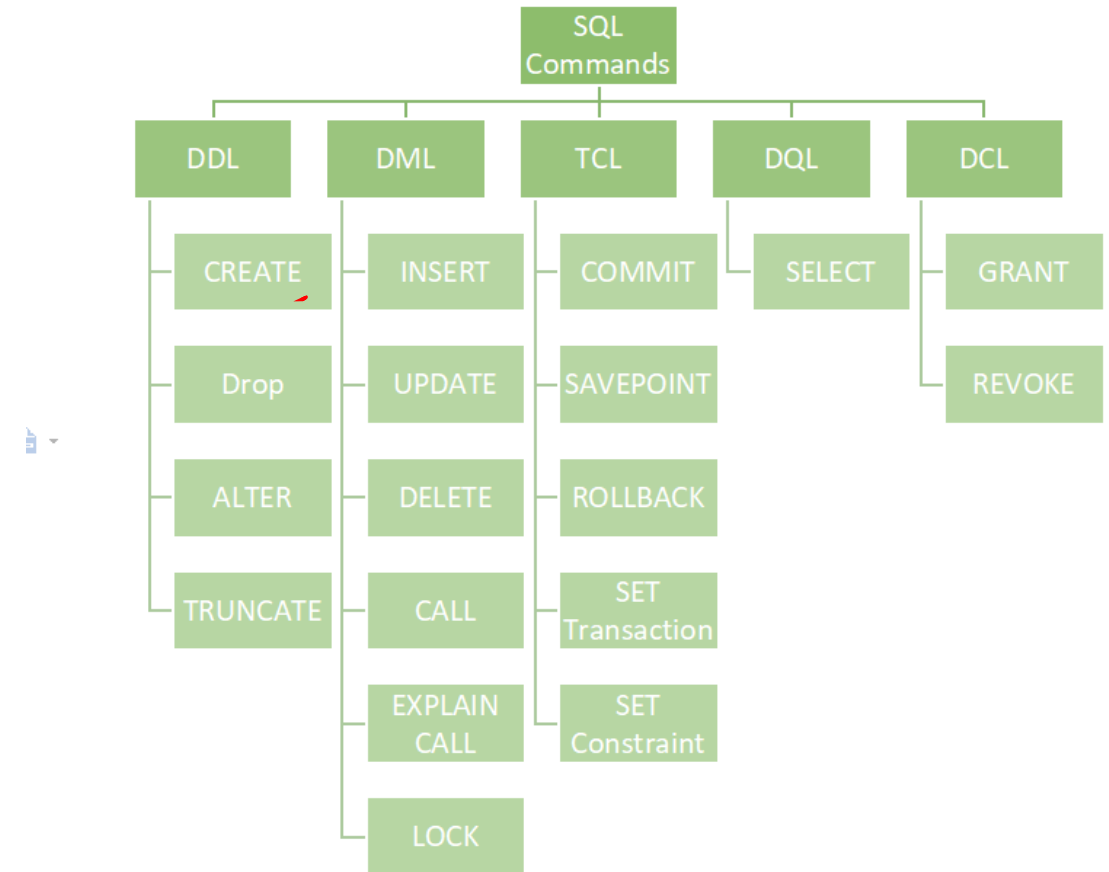 SQL
Commands
DDL
DML
TCL
DQL
DCL
CREATE
INSERT
COMMIT
SELECT
GRANT
Drop
UPDATE
SAVEPOINT
REVOKE
ALTER
DELETE
ROLLBACK
TRUNCATE
CALL
SET
Transaction
EXPLAIN
CALL
SET
Constraint
LOCK